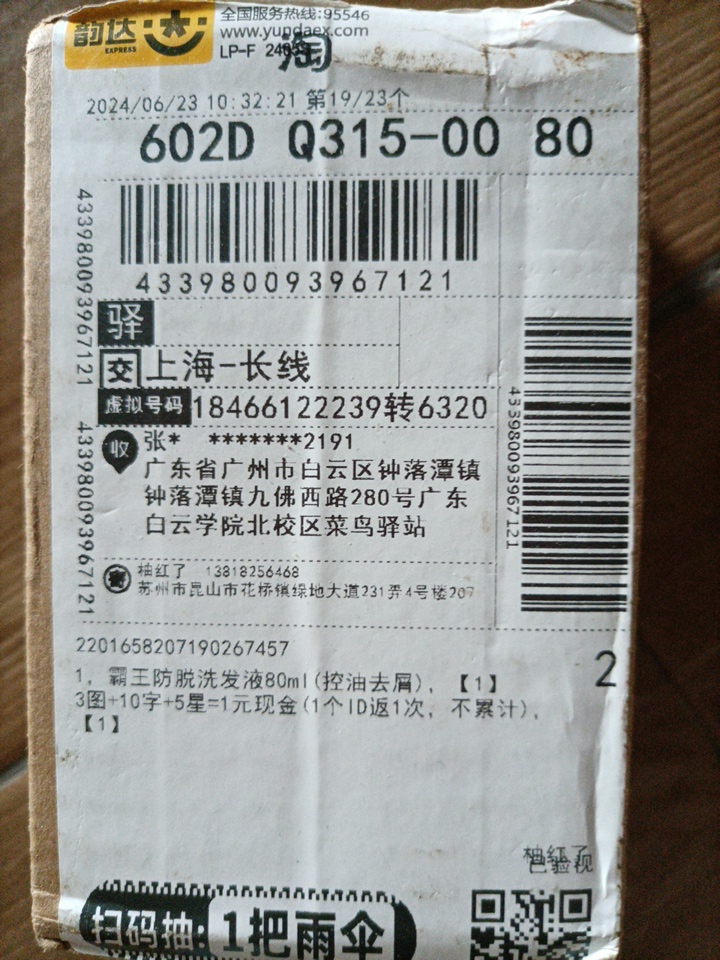 韵达
EXPRESS
全国服务热线:95546
www.yundaex.com
LP-F
淘
2024/06/23 10:32:21 第19/23个
602D Q315-00 80
433980093967121
433980093967121
433980093967121
433980093967121
驿
交 上海-长线
虚拟号码 18466122239转6320
收 张* *******2191
广东省广州市白云区钟落潭镇
钟落潭镇九佛西路280号广东
白云学院北校区菜鸟驿站
寄 柚红了 13818256468
苏州市昆山市花桥镇绿地大道231弄4号楼207
2201658207190267457
2
1, 霸王防脱洗发液80ml(控油去屑), 【1】
3图+10字+5星=1元现金(1个ID返1次, 不累计),
【1】
柚红了
已验视
扫码抽: 1把雨伞